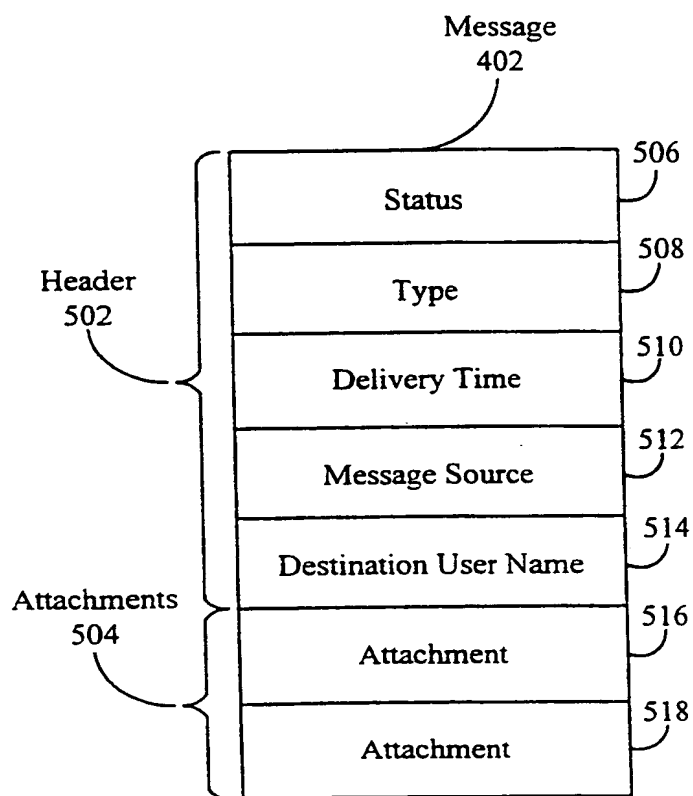 Message
402
506
Status
508
Type
Header
502
510
Delivery Time
512
Message Source
514
Destination User Name
Attachments
504
516
Attachment
518
Attachment